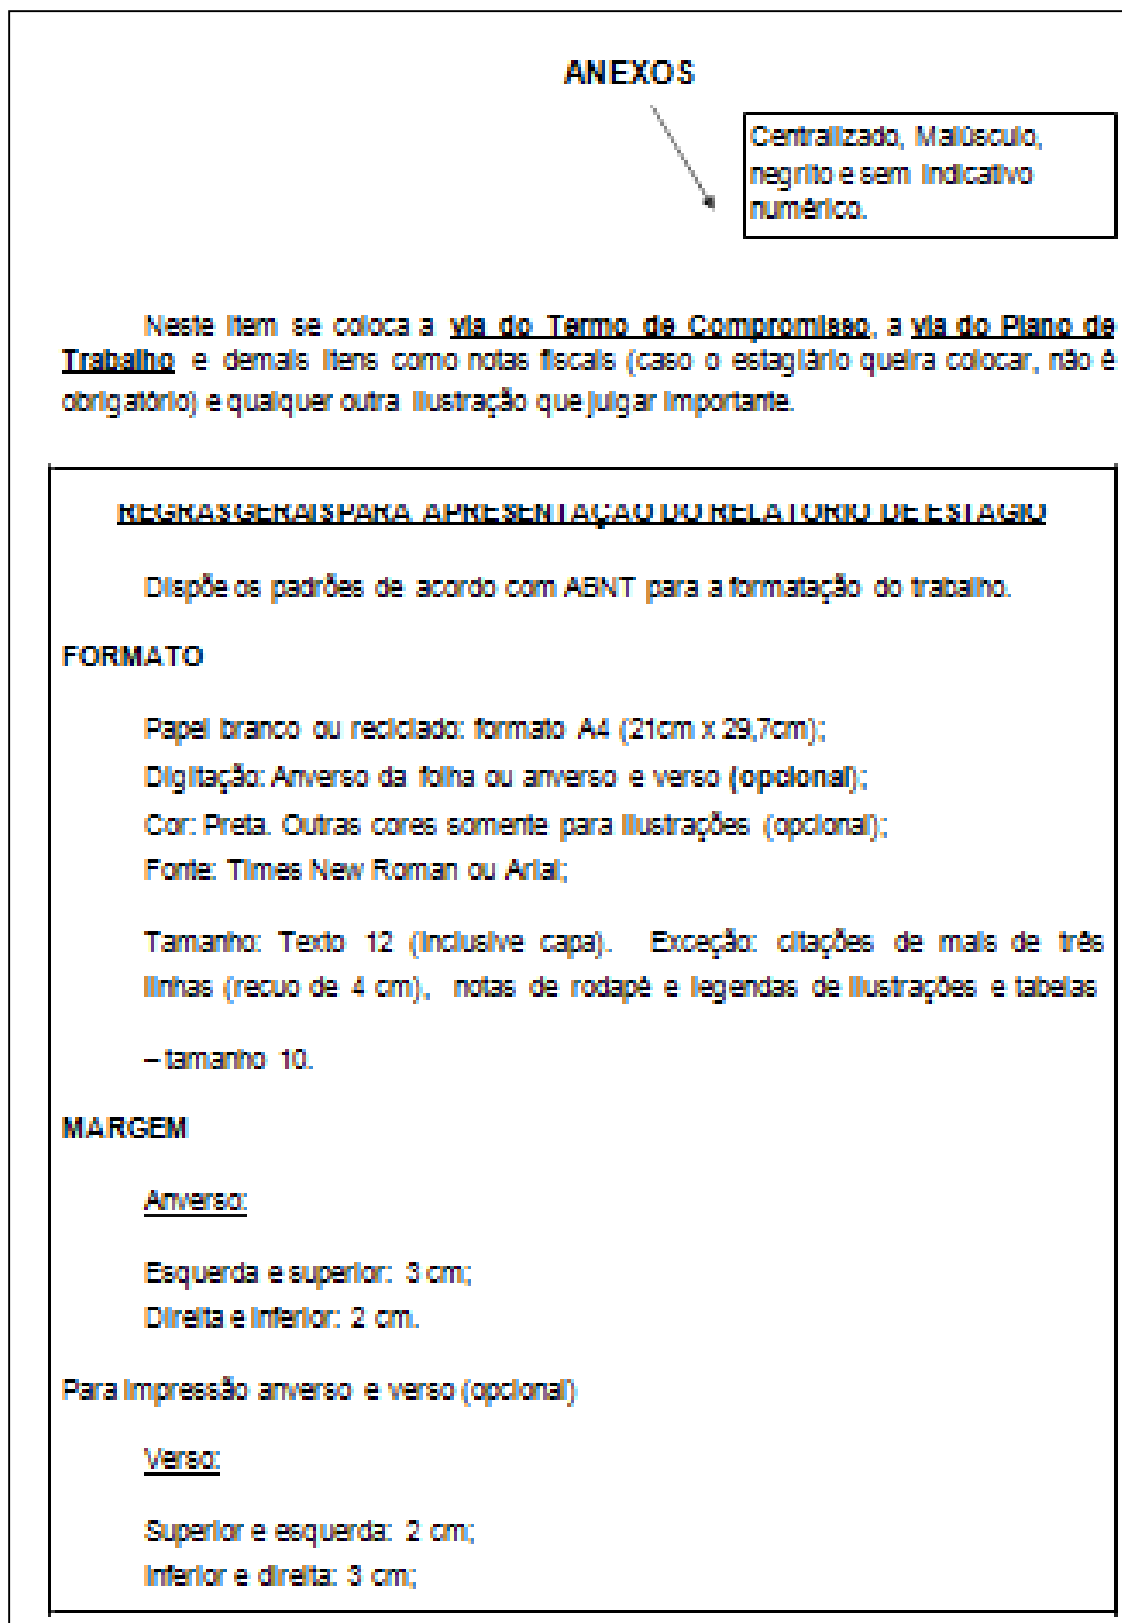 ANEXOS
Centralizado, Maiúsculo,
negrito e sem indicativo
numérico.
Neste item se coloca a via do Termo de Compromisso, a via do Plano de
Trabalho e demais itens como notas fiscais (caso o estagiário queira colocar, não é
obrigatório) e qualquer outra ilustração que julgar importante.
REGRAS GERAIS PARA APRESENTAÇÃO DO RELATÓRIO DE ESTÁGIO
Dispõe os padrões de acordo com ABNT para a formatação do trabalho.
FORMATO
Papel branco ou reciclado: formato A4 (21cm x 29,7cm);
Digitação: Anverso da folha ou anverso e verso (opcional);
Cor: Preta. Outras cores somente para ilustrações (opcional);
Fonte: Times New Roman ou Arial;
Tamanho: Texto 12 (inclusive capa). Exceção: citações de mais de três
linhas (recuo de 4 cm), notas de rodapé e legendas de ilustrações e tabelas
– tamanho 10.
MARGEM
Anverso:
Esquerda e superior: 3 cm;
Direita e inferior: 2 cm.
Para impressão anverso e verso (opcional)
Verso:
Superior e esquerda: 2 cm;
Inferior e direita: 3 cm;